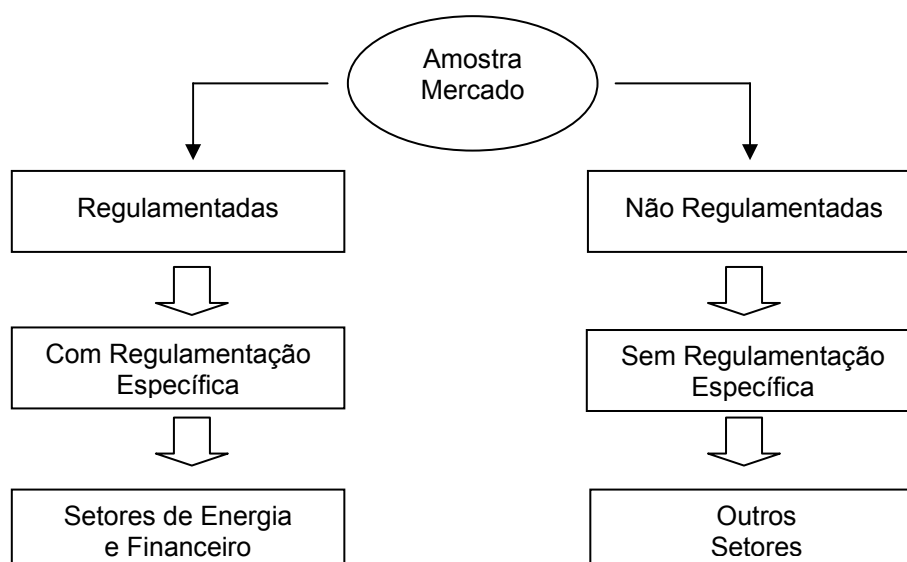 Amostra
Mercado
Regulamentadas
Não Regulamentadas
Com Regulamentação
Específica
Sem Regulamentação
Específica
Setores de Energia
e Financeiro
Outros
Setores